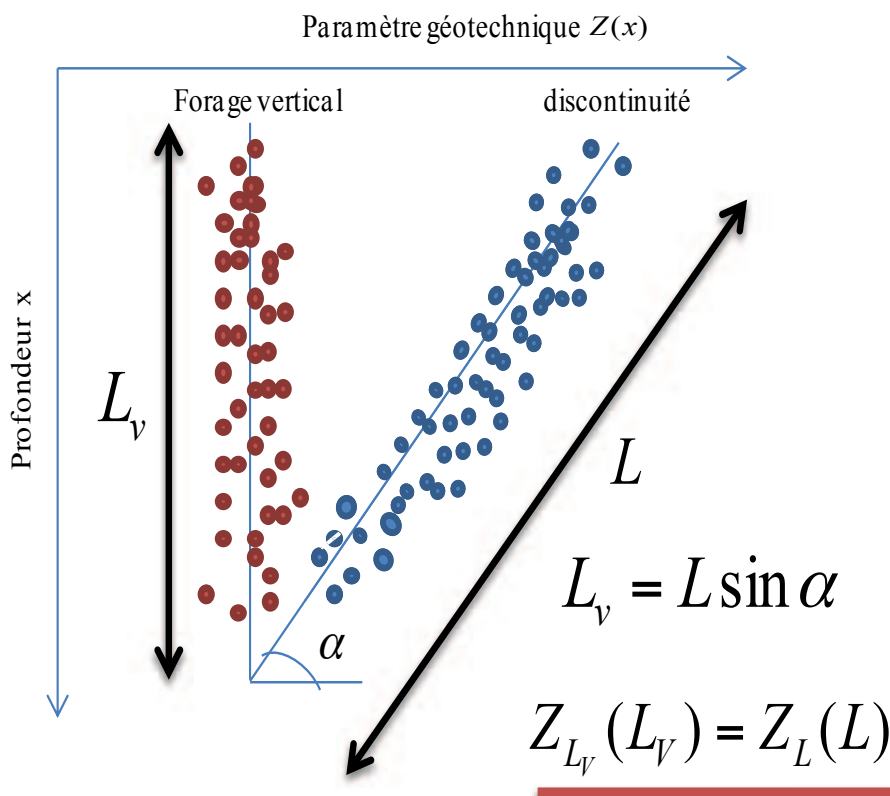 Paramètre géotechnique Z(x)
Forage vertical
discontinuité
Profondeur x
L_v
L
L_v = L sin α
α
Z_{L_V}(L_V) = Z_L(L)